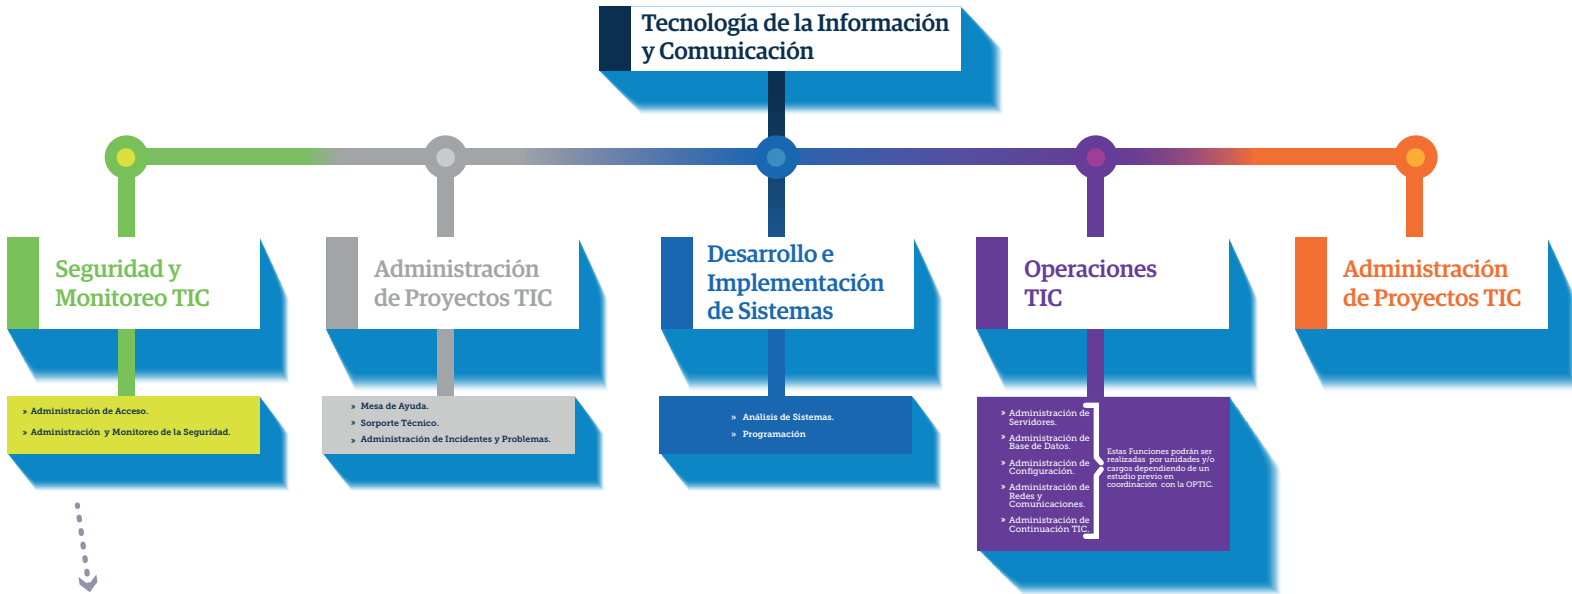 Tecnología de la Información
y Comunicación
Seguridad y
Monitoreo TIC
Administración
de Proyectos TIC
Desarrollo e
Implementación
de Sistemas
Operaciones
TIC
Administración
de Proyectos TIC
» Administración de Acceso.
» Administración y Monitoreo de la Seguridad.
» Mesa de Ayuda.
» Sorporte Técnico.
» Administración de Incidentes y Problemas.
» Análisis de Sistemas.
» Programación
» Administración de
Servidores.
» Administración de
Base de Datos.
» Administración de
Configuración.
» Administración de
Redes y
Comunicaciones.
» Administración de
Continuación TIC.
Estas Funciones podrán ser
realizadas por unidades y/o
cargos dependiendo de un
estudio previo en
coordinación con la OPTIC.